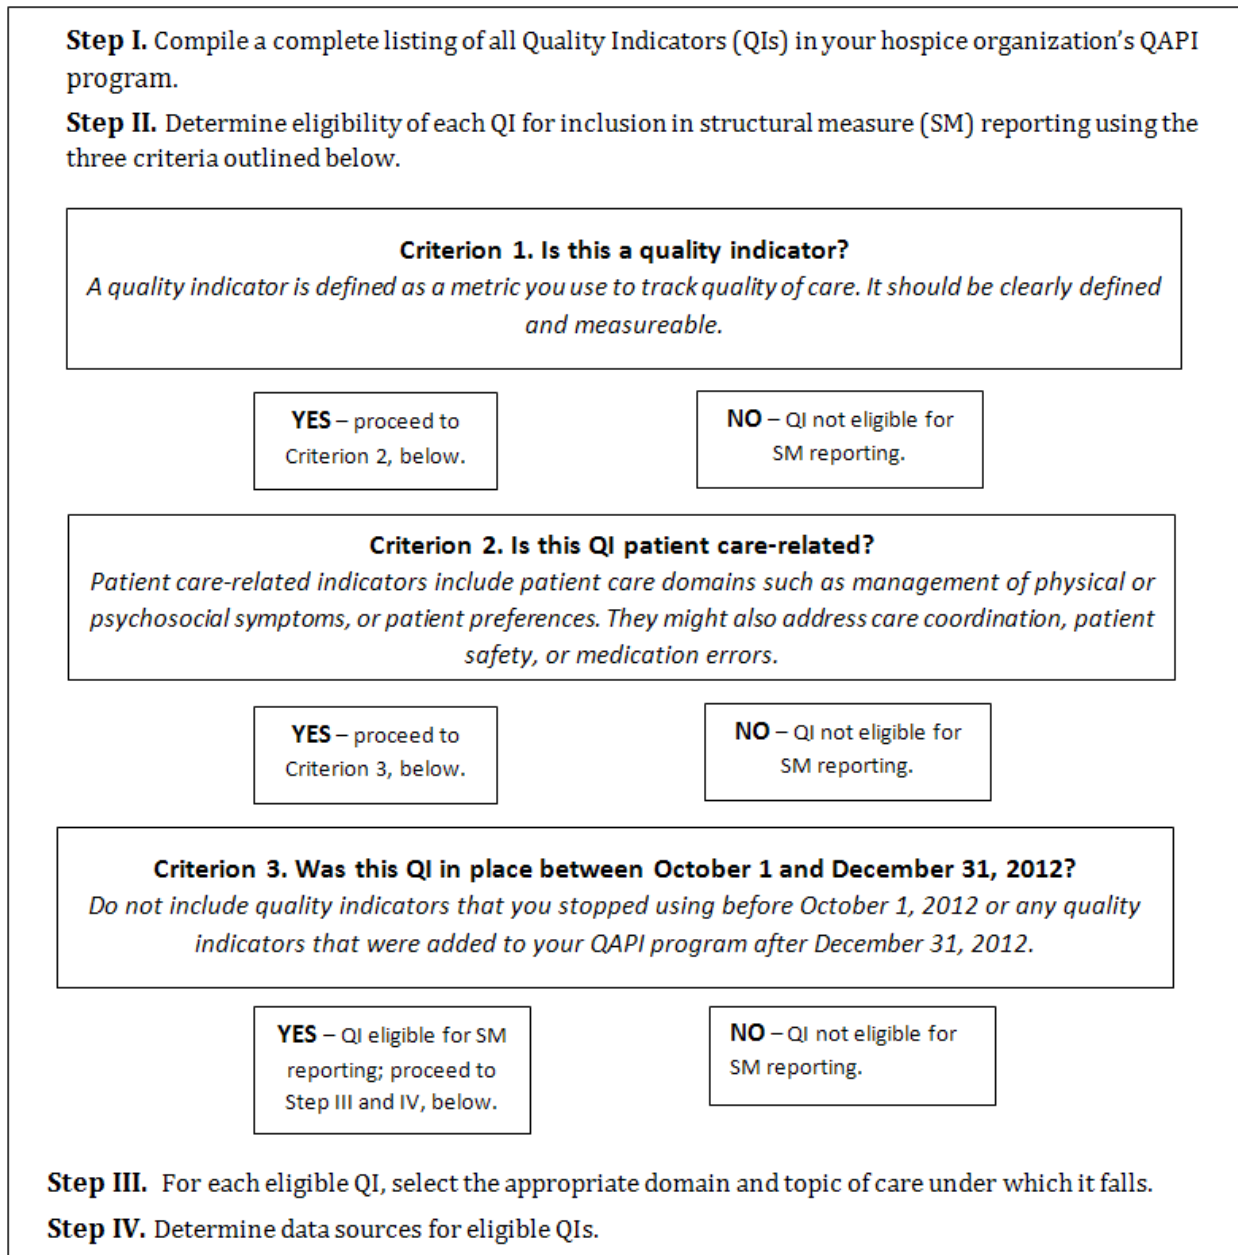 Step I. Compile a complete listing of all Quality Indicators (QIs) in your hospice organization’s QAPI
program.
Step II. Determine eligibility of each QI for inclusion in structural measure (SM) reporting using the
three criteria outlined below.
Criterion 1. Is this a quality indicator?
A quality indicator is defined as a metric you use to track quality of care. It should be clearly defined
and measureable.
YES – proceed to
Criterion 2, below.
NO – QI not eligible for
SM reporting.
Criterion 2. Is this QI patient care-related?
Patient care-related indicators include patient care domains such as management of physical or
psychosocial symptoms, or patient preferences. They might also address care coordination, patient
safety, or medication errors.
YES – proceed to
Criterion 3, below.
NO – QI not eligible for
SM reporting.
Criterion 3. Was this QI in place between October 1 and December 31, 2012?
Do not include quality indicators that you stopped using before October 1, 2012 or any quality
indicators that were added to your QAPI program after December 31, 2012.
YES – QI eligible for SM
reporting; proceed to
Step III and IV, below.
NO – QI not eligible for
SM reporting.
Step III. For each eligible QI, select the appropriate domain and topic of care under which it falls.
Step IV. Determine data sources for eligible QIs.